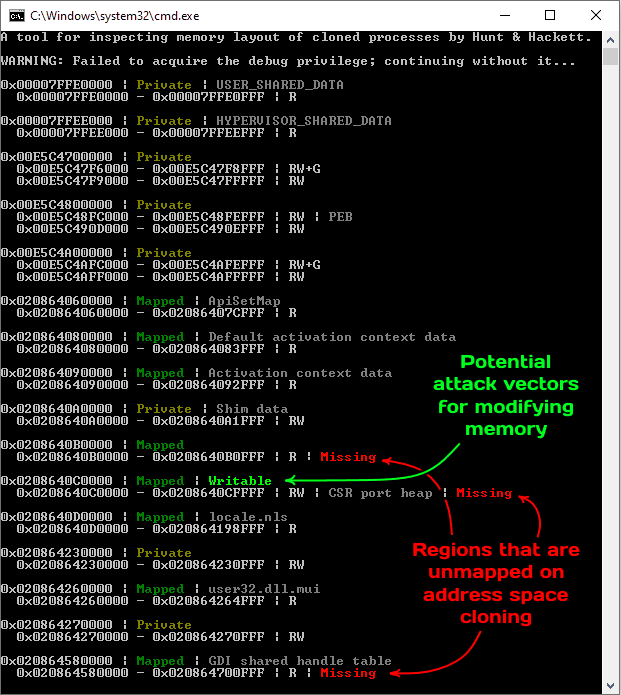 C:\Windows\system32\cmd.exe
A tool for inspecting memory layout of cloned processes by Hunt & Hackett.
WARNING: Failed to acquire the debug privilege; continuing without it...
0x00007FFE0000 | Private | USER_SHARED_DATA
0x00007FFE0000 - 0x00007FFE0FFF | R
0x00007FFEE000 | Private | HYPERVISOR_SHARED_DATA
0x00007FFEE000 - 0x00007FFEEFFF | R
0x00E5C4700000 | Private
0x00E5C47F6000 - 0x00E5C47F8FFF | RW+G
0x00E5C47F9000 - 0x00E5C47FFFFF | RW
0x00E5C4800000 | Private
0x00E5C48FC000 - 0x00E5C48FEFFF | RW | PEB
0x00E5C490D000 - 0x00E5C490EFFF | RW
0x00E5C4A00000 | Private
0x00E5C4AFC000 - 0x00E5C4AFEFFF | RW+G
0x00E5C4AFF000 - 0x00E5C4AFFFFF | RW
0x020864060000 | Mapped | ApiSetMap
0x020864060000 - 0x02086407CFFF | R
0x020864080000 | Mapped | Default activation context data
0x020864080000 - 0x020864083FFF | R
0x020864090000 | Mapped | Activation context data
0x020864090000 - 0x020864092FFF | R
0x0208640A0000 | Private | Shim data
0x0208640A0000 - 0x0208640A1FFF | RW
0x0208640B0000 | Mapped
0x0208640B0000 - 0x0208640B0FFF | R | Missing
0x0208640C0000 | Mapped | Writable
0x0208640C0000 - 0x0208640CFFFF | RW | CSR port heap | Missing
0x0208640D0000 | Mapped | locale.nls
0x0208640D0000 - 0x020864198FFF | R
0x020864230000 | Private
0x020864230000 - 0x020864230FFF | RW
0x020864260000 | Mapped | user32.dll.mui
0x020864260000 - 0x020864264FFF | R
0x020864270000 | Private
0x020864270000 - 0x020864270FFF | RW
0x020864580000 | Mapped | GDI shared handle table
0x020864580000 - 0x020864700FFF | R | Missing
Potential
attack vectors
for modifying
memory
Regions that are
unmapped on
address space
cloning